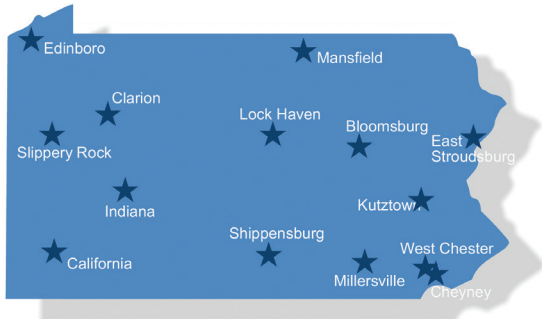 Edinboro
Mansfield
Clarion
Lock Haven
Bloomsburg
East
Stroudsburg
Slippery Rock
Indiana
Kutztown
Shippensburg
West Chester
California
Millersville
Cheyney